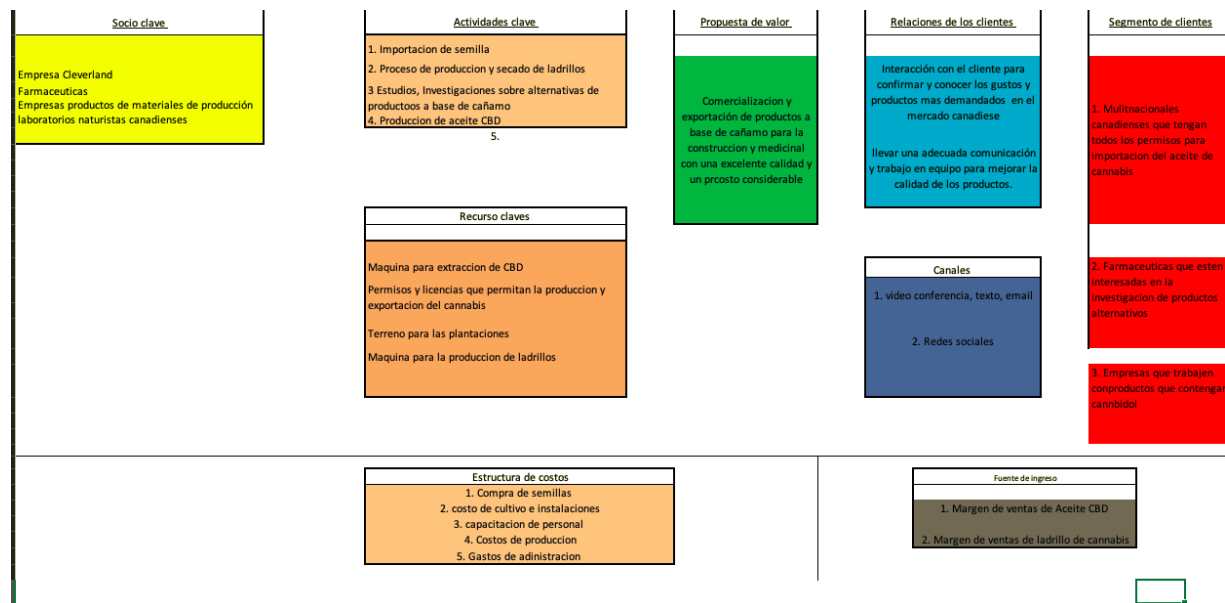 Socio clave
Empresa Cleverland
Farmaceuticas
Empresas productos de materiales de producción
laboratorios naturistas canadienses
Actividades clave
1. Importacion de semilla
2. Proceso de produccion y secado de ladrillos
3 Estudios, Investigaciones sobre alternativas de
productoos a base de cañamo
4. Produccion de aceite CBD
5.
Recurso claves
Maquina para extraccion de CBD
Permisos y licencias que permitan la produccion y
exportacion del cannabis
Terreno para las plantaciones
Maquina para la produccion de ladrillos
Propuesta de valor
Comercializacion y
exportación de productos a
base de cañamo para la
construccion y medicinal
con una excelente calidad y
un prcosto considerable
Relaciones de los clientes
Interacción con el cliente para
confirmar y conocer los gustos y
productos mas demandados en el
mercado canadiese
llevar una adecuada comunicación
y trabajo en equipo para mejorar la
calidad de los productos.
Canales
1. video conferencia, texto, email
2. Redes sociales
Segmento de clientes
1. Mulitnacionales
canadienses que tengan
todos los permisos para
importacion del aceite de
cannabis
2. Farmaceuticas que esten
interesadas en la
investigacion de productos
alternativos
3. Empresas que trabajen
conproductos que contengan
cannbidol
Estructura de costos
1. Compra de semillas
2. costo de cultivo e instalaciones
3. capacitacion de personal
4. Costos de produccion
5. Gastos de adinistracion
Fuente de ingreso
1. Margen de ventas de Aceite CBD
2. Margen de ventas de ladrillo de cannabis